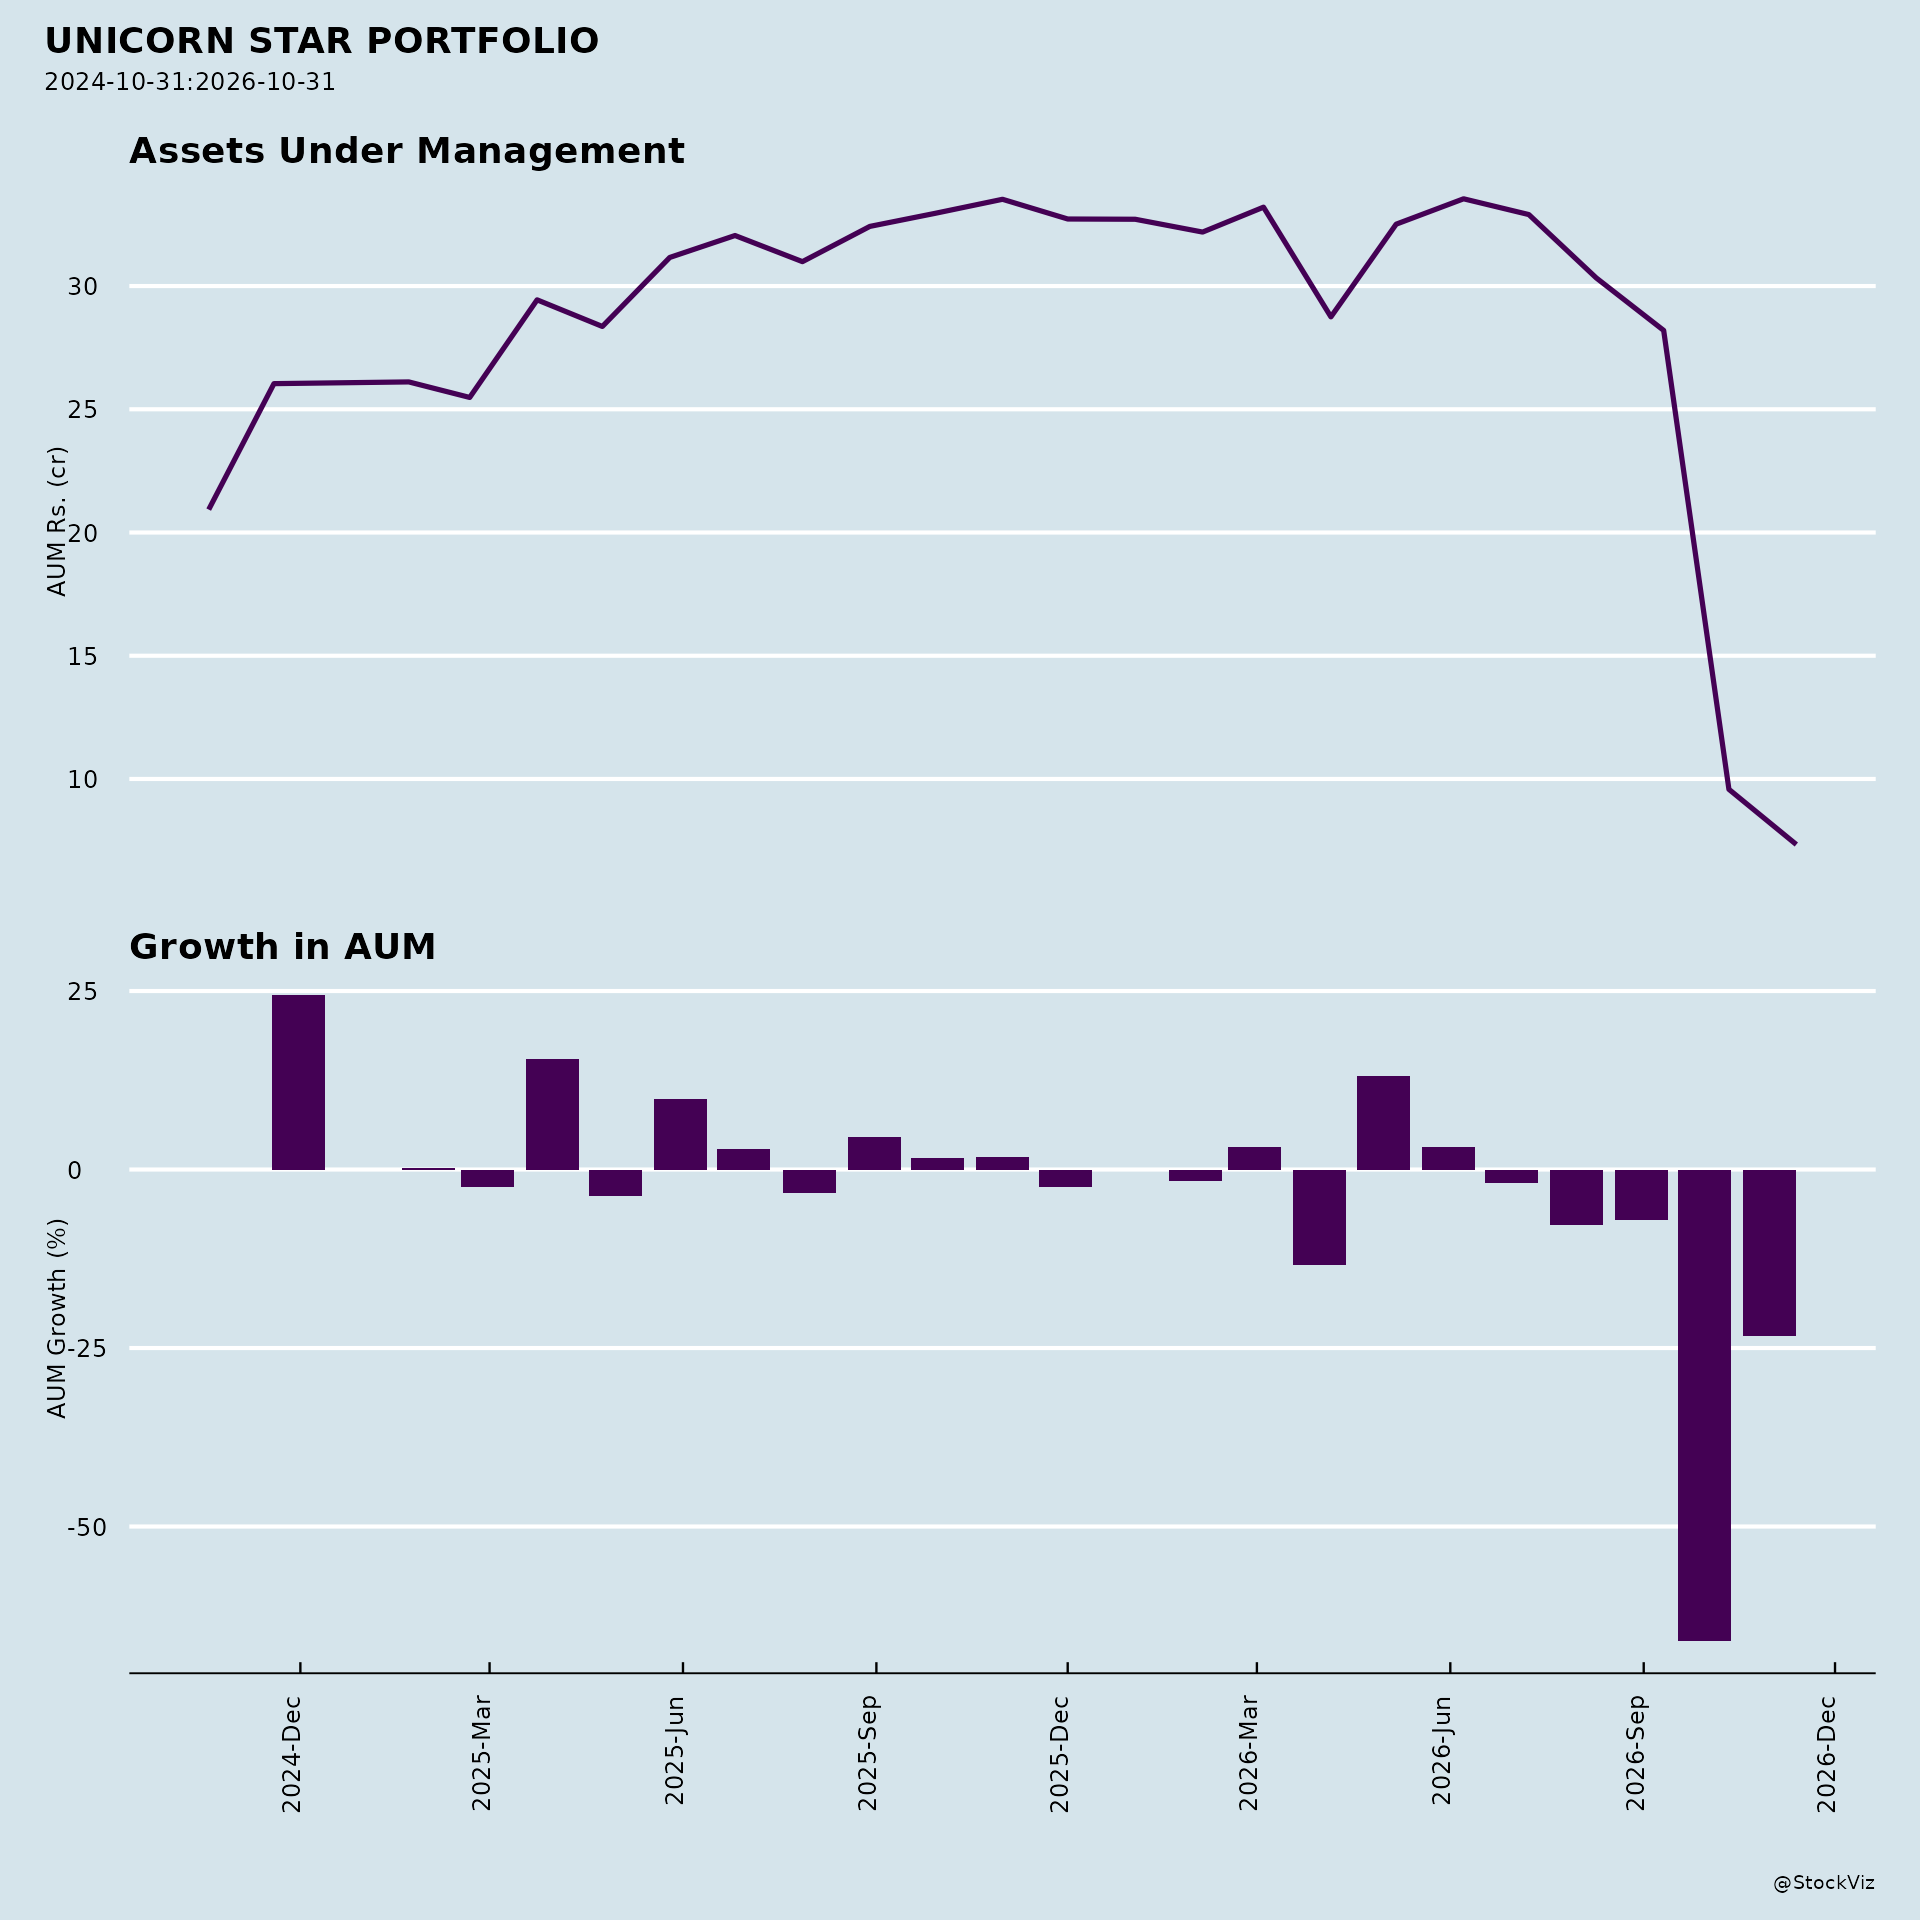 UNICORN STAR PORTFOLIO
2024-10-31:2026-10-31
Assets Under Management
AUM Rs. (cr)
30
25
20
15
10
Growth in AUM
AUM Growth (%)
25
0
-25
-50
2024-Dec
2025-Mar
2025-Jun
2025-Sep
2025-Dec
2026-Mar
2026-Jun
2026-Sep
2026-Dec
@StockViz